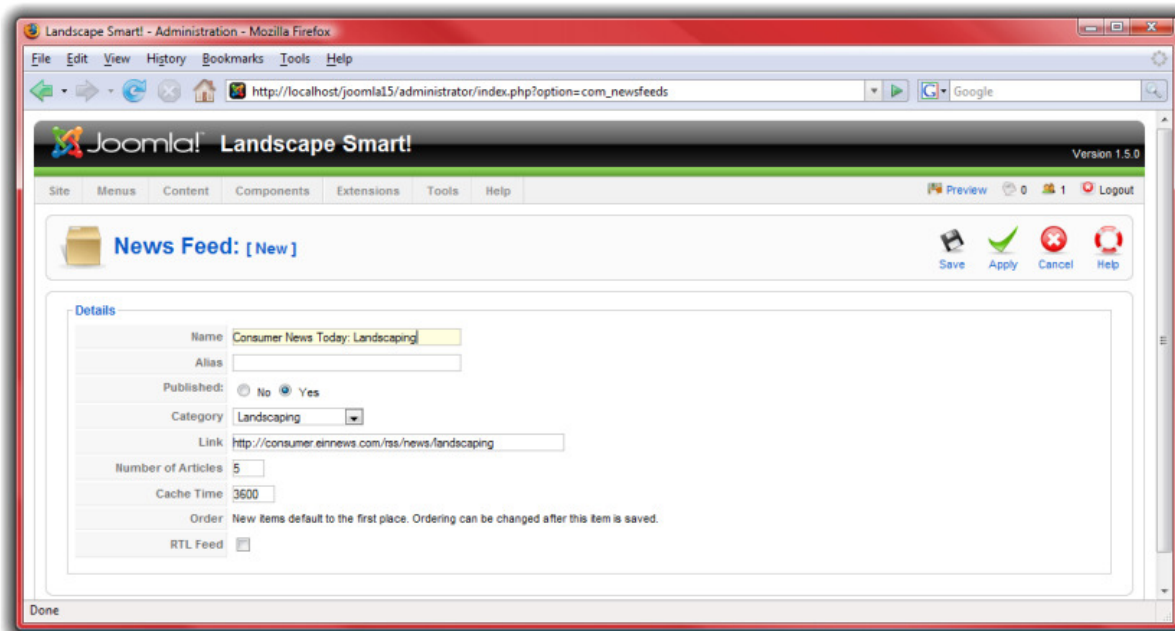 Landscape Smart! - Administration - Mozilla Firefox
File Edit View History Bookmarks Tools Help
http://localhost/joomla15/administrator/index.php?option=com_newsfeeds Google
Joomla! Landscape Smart!
Version 1.5.0
Site Menus Content Components Extensions Tools Help Preview 0 1 Logout
News Feed: [ New ]
Save Apply Cancel Help
Details
Name Consumer News Today: Landscaping
Alias
Published: No Yes
Category Landscaping
Link http://consumer.einnews.com/rss/news/landscaping
Number of Articles 5
Cache Time 3600
Order New items default to the first place. Ordering can be changed after this item is saved.
RTL Feed
Done